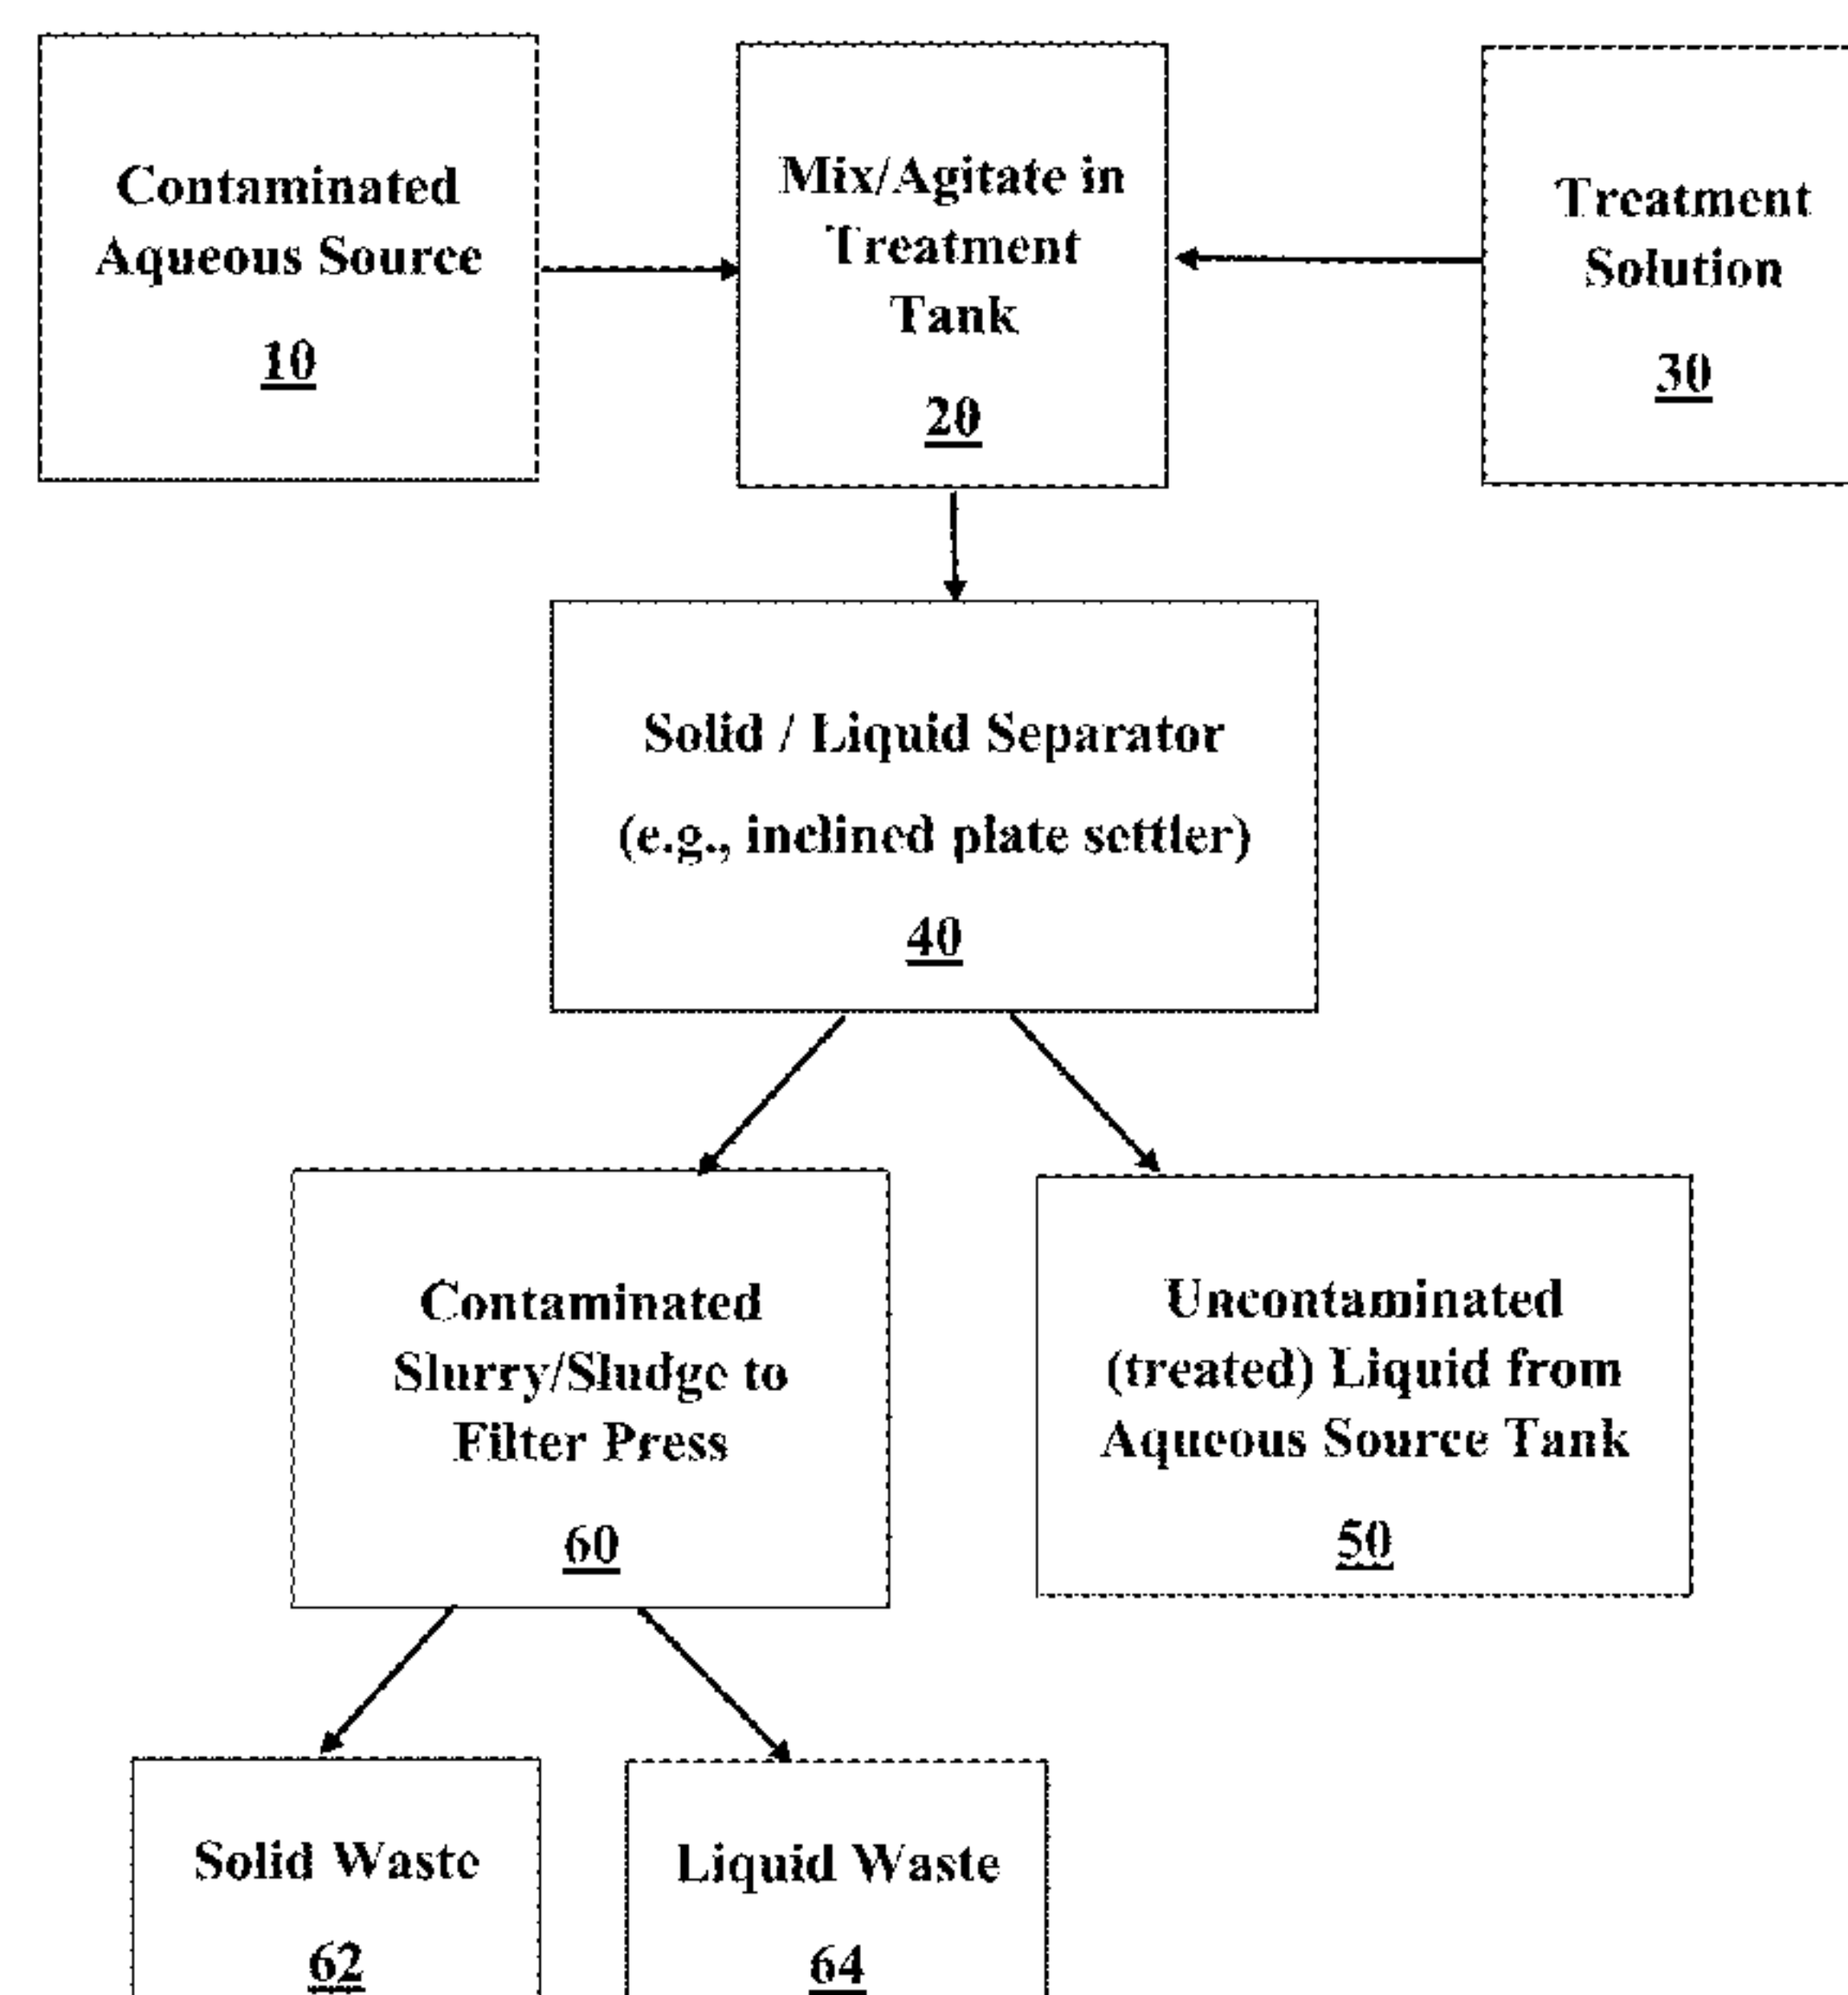 Contaminated
Aqueous Source
10
Mix/Agitate in
Treatment
Tank
20
Treatment
Solution
30
Solid / Liquid Separator
(e.g., inclined plate settler)
40
Contaminated
Slurry/Sludge to
Filter Press
60
Uncontaminated
(treated) Liquid from
Aqueous Source Tank
50
Solid Waste
62
Liquid Waste
64